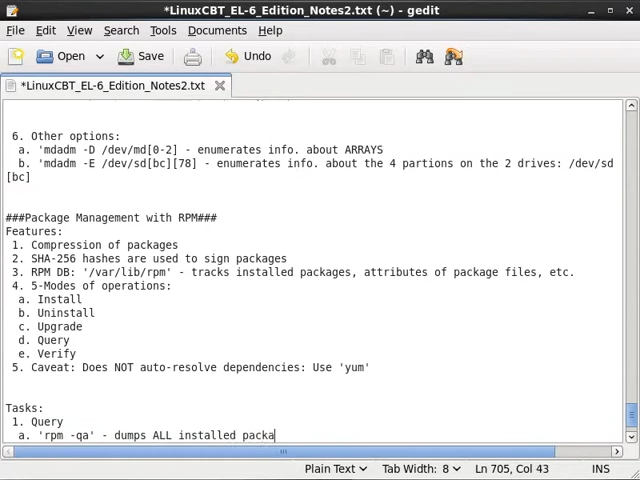 *LinuxCBT_EL-6_Edition_Notes2.txt (~) - gedit
File Edit View Search Tools Documents Help
Open Save Undo
*LinuxCBT_EL-6_Edition_Notes2.txt
6. Other options:
a. 'mdadm -D /dev/md[0-2] - enumerates info. about ARRAYS
b. 'mdadm -E /dev/sd[bc][78] - enumerates info. about the 4 partions on the 2 drives: /dev/sd
[bc]
###Package Management with RPM###
Features:
1. Compression of packages
2. SHA-256 hashes are used to sign packages
3. RPM DB: '/var/lib/rpm' - tracks installed packages, attributes of package files, etc.
4. 5-Modes of operations:
a. Install
b. Uninstall
c. Upgrade
d. Query
e. Verify
5. Caveat: Does NOT auto-resolve dependencies: Use 'yum'
Tasks:
1. Query
a. 'rpm -qa' - dumps ALL installed packa
Plain Text Tab Width: 8 Ln 705, Col 43 INS